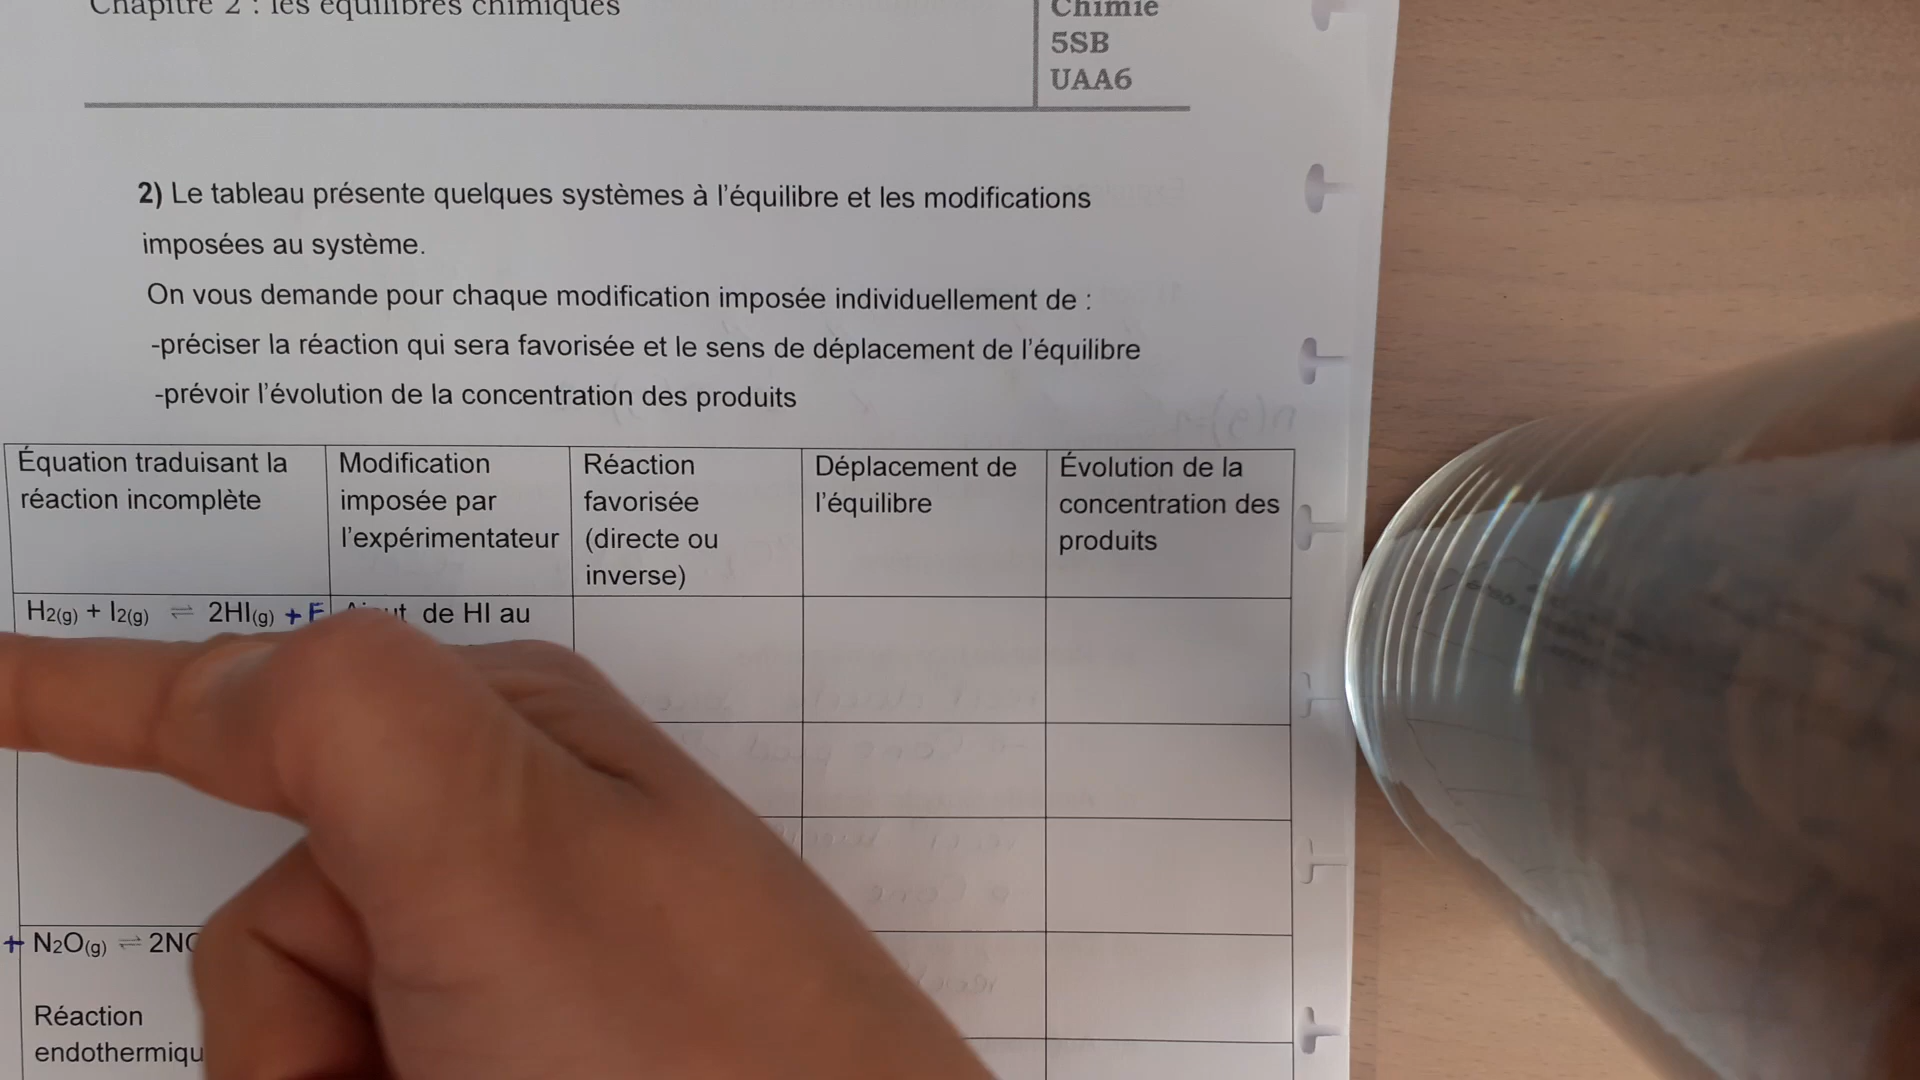 Chapitre 2 : les équilibres chimiques
Chimie
5SB
UAA6
2) Le tableau présente quelques systèmes à l'équilibre et les modifications
imposées au système.
On vous demande pour chaque modification imposée individuellement de :
-préciser la réaction qui sera favorisée et le sens de déplacement de l'équilibre
-prévoir l'évolution de la concentration des produits
Équation traduisant la
réaction incomplète
Modification
imposée par
l'expérimentateur
Réaction
favorisée
(directe ou
inverse)
Déplacement de
l'équilibre
Évolution de la
concentration des
produits
H2(g) + I2(g) ⇌ 2HI(g) + E
de HI au
+ N2O(g) ⇌
Réaction